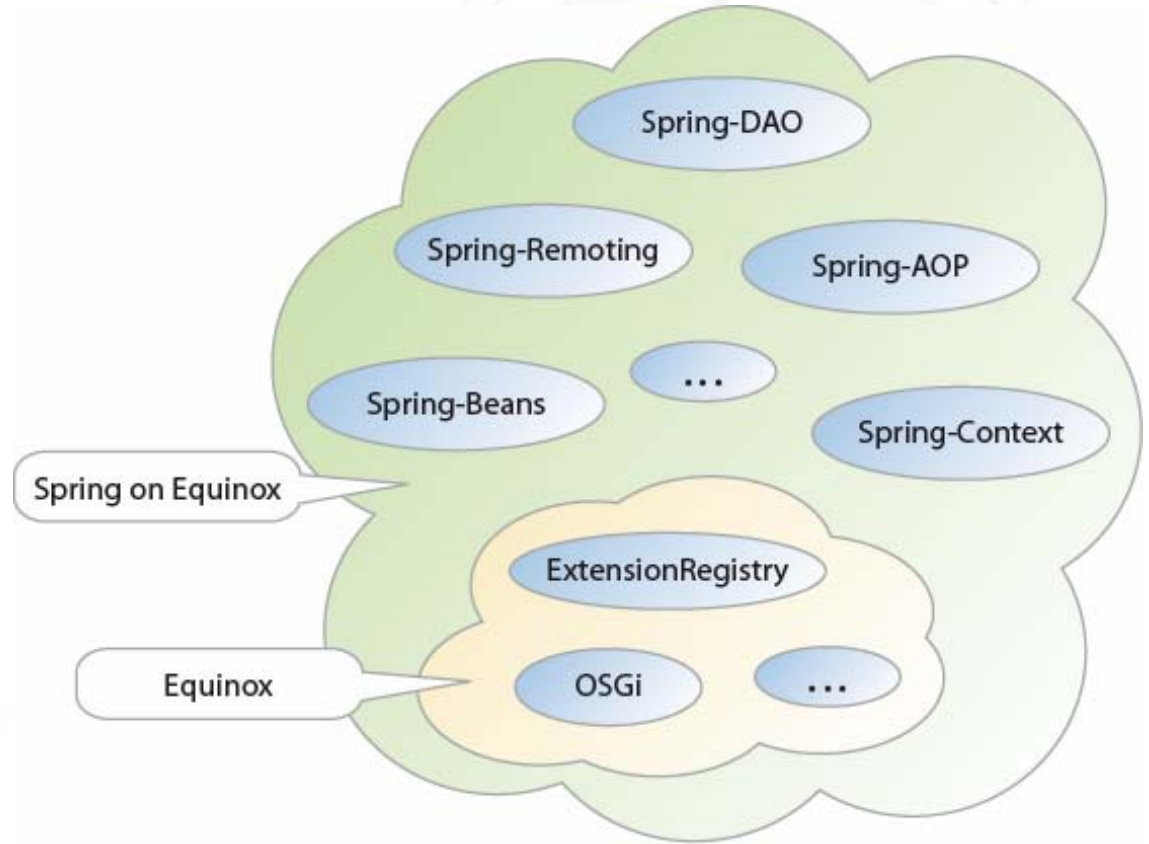 Spring-DAO
Spring-Remoting
Spring-AOP
...
Spring-Beans
Spring-Context
Spring on Equinox
ExtensionRegistry
Equinox
OSGi
...